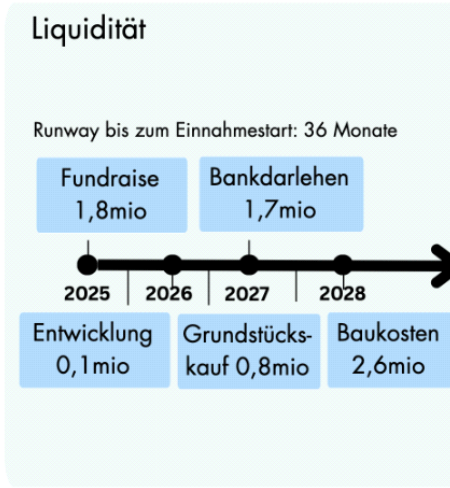 Liquidität
Runway bis zum Einnahmestart: 36 Monate
Fundraise
1,8mio
Bankdarlehen
1,7mio
2025
2026
2027
2028
Entwicklung
0,1mio
Grundstücks-
kauf 0,8mio
Baukosten
2,6mio